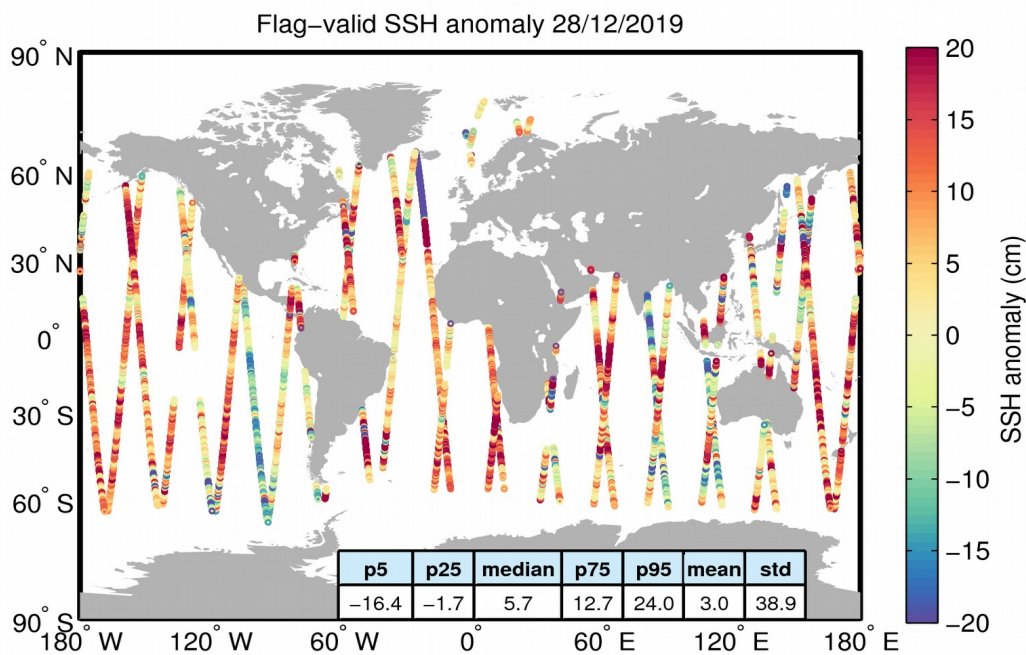 Flag−valid SSH anomaly 28/12/2019
90° N
60° N
30° N
0°
30° S
60° S
90° S
180° W
120° W
60° W
0°
60° E
120° E
180° E
p5 p25 median p75 p95 mean std
−16.4 −1.7 5.7 12.7 24.0 3.0 38.9
20
15
10
5
0
−5
−10
−15
−20
SSH anomaly (cm)